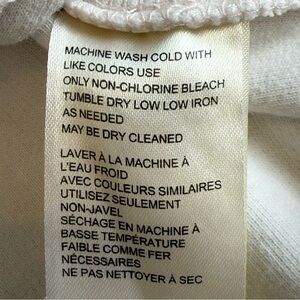 MACHINE WASH COLD WITH
LIKE COLORS USE
ONLY NON-CHLORINE BLEACH
TUMBLE DRY LOW LOW IRON
AS NEEDED
MAY BE DRY CLEANED
LAVER À LA MACHINE À
L'EAU FROID
AVEC COULEURS SIMILAIRES
UTILISEZ SEULEMENT
NON-JAVEL
SÉCHAGE EN MACHINE À
BASSE TEMPÉRATURE
FAIBLE COMME FER
NÉCESSAIRES
NE PAS NETTOYER À SEC